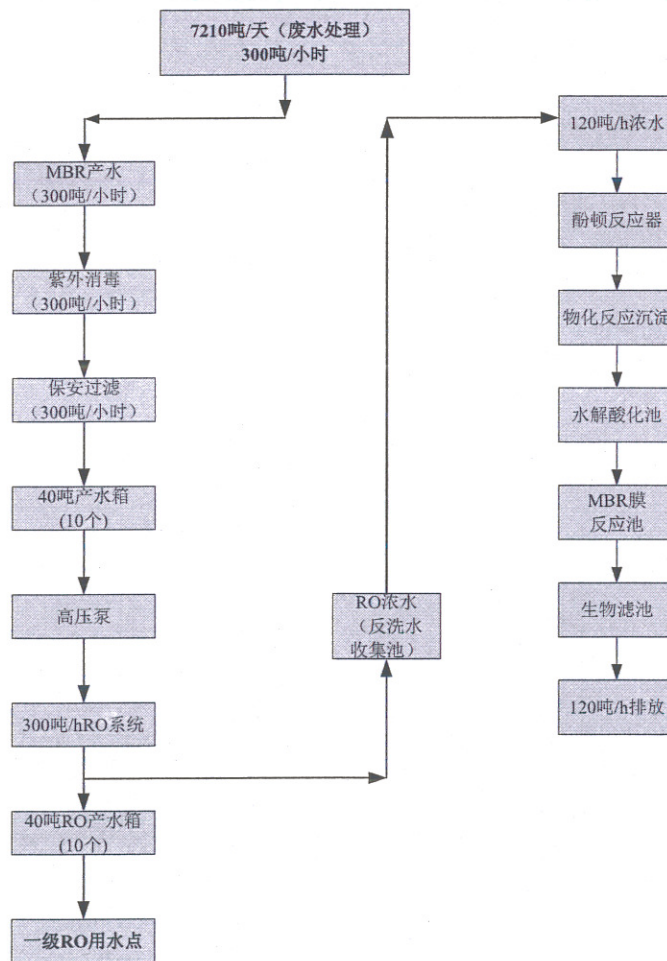 7210吨/天（废水处理）
300吨/小时
MBR产水
（300吨/小时）
紫外消毒
（300吨/小时）
保安过滤
（300吨/小时）
40吨产水箱
(10个)
高压泵
300吨/hRO系统
40吨RO产水箱
(10个)
一级RO用水点
RO浓水
（反洗水
收集池）
120吨/h浓水
酚顿反应器
物化反应沉淀
水解酸化池
MBR膜
反应池
生物滤池
120吨/h排放